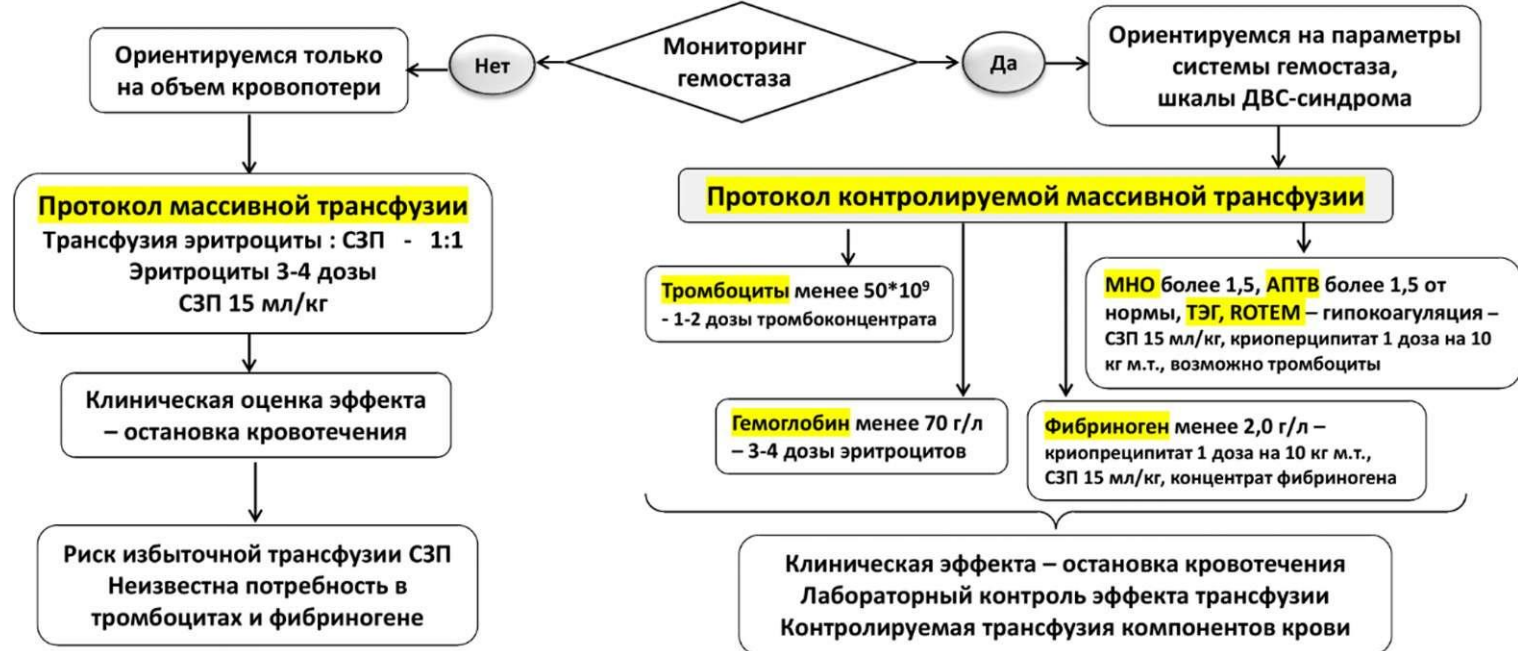 Мониторинг
гемостаза
Нет
Да
Ориентируемся только
на объем кровопотери
Протокол массивной трансфузии
Трансфузия эритроциты : СЗП - 1:1
Эритроциты 3-4 дозы
СЗП 15 мл/кг
Клиническая оценка эффекта
– остановка кровотечения
Риск избыточной трансфузии СЗП
Неизвестна потребность в
тромбоцитах и фибриногене
Ориентируемся на параметры
системы гемостаза,
шкалы ДВС-синдрома
Протокол контролируемой массивной трансфузии
Тромбоциты менее 50*10⁹
- 1-2 дозы тромбоконцентрата
МНО более 1,5, АПТВ более 1,5 от
нормы, ТЭГ, ROTEM – гипокоагуляция –
СЗП 15 мл/кг, криоперципитат 1 доза на 10
кг м.т., возможно тромбоциты
Гемоглобин менее 70 г/л
– 3-4 дозы эритроцитов
Фибриноген менее 2,0 г/л –
криопреципитат 1 доза на 10 кг м.т.,
СЗП 15 мл/кг, концентрат фибриногена
Клиническая эффекта – остановка кровотечения
Лабораторный контроль эффекта трансфузии
Контролируемая трансфузия компонентов крови